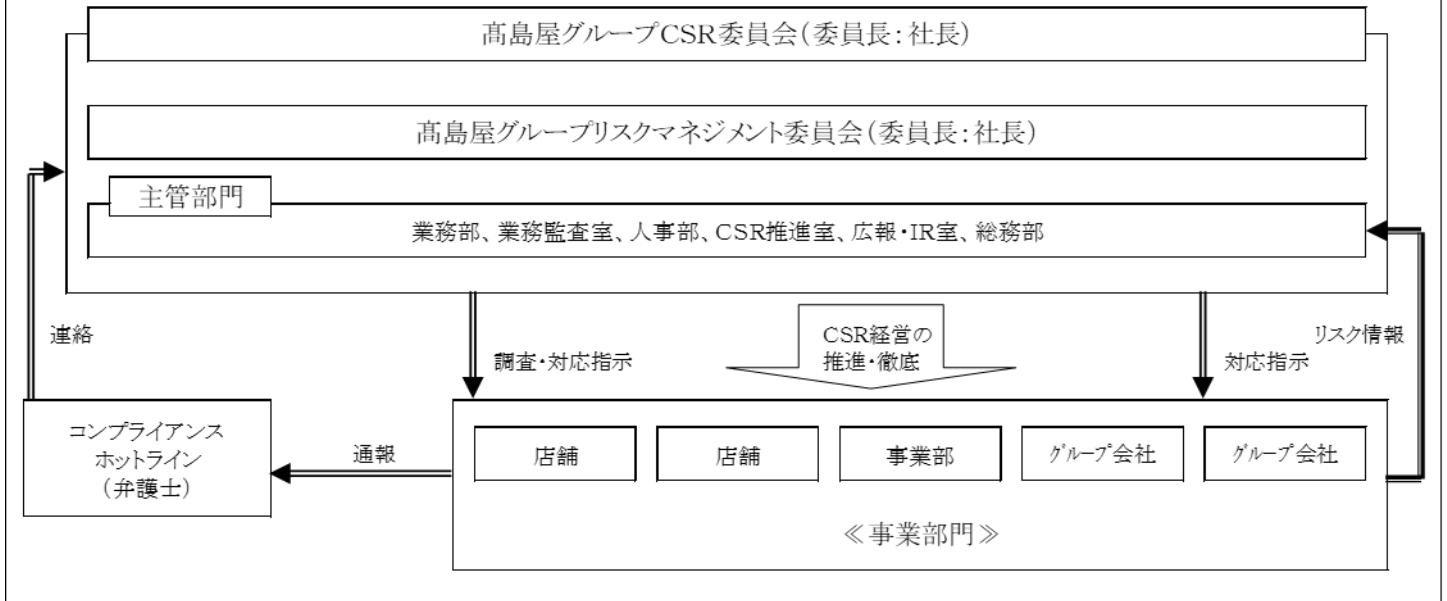 髙島屋グループCSR委員会(委員長:社長)
髙島屋グループリスクマネジメント委員会(委員長:社長)
主管部門
業務部、業務監査室、人事部、CSR推進室、広報・IR室、総務部
連絡
調査・対応指示
CSR経営の
推進・徹底
対応指示
リスク情報
コンプライアンス
ホットライン
(弁護士)
通報
店舗
店舗
事業部
グループ会社
グループ会社
≪事業部門≫